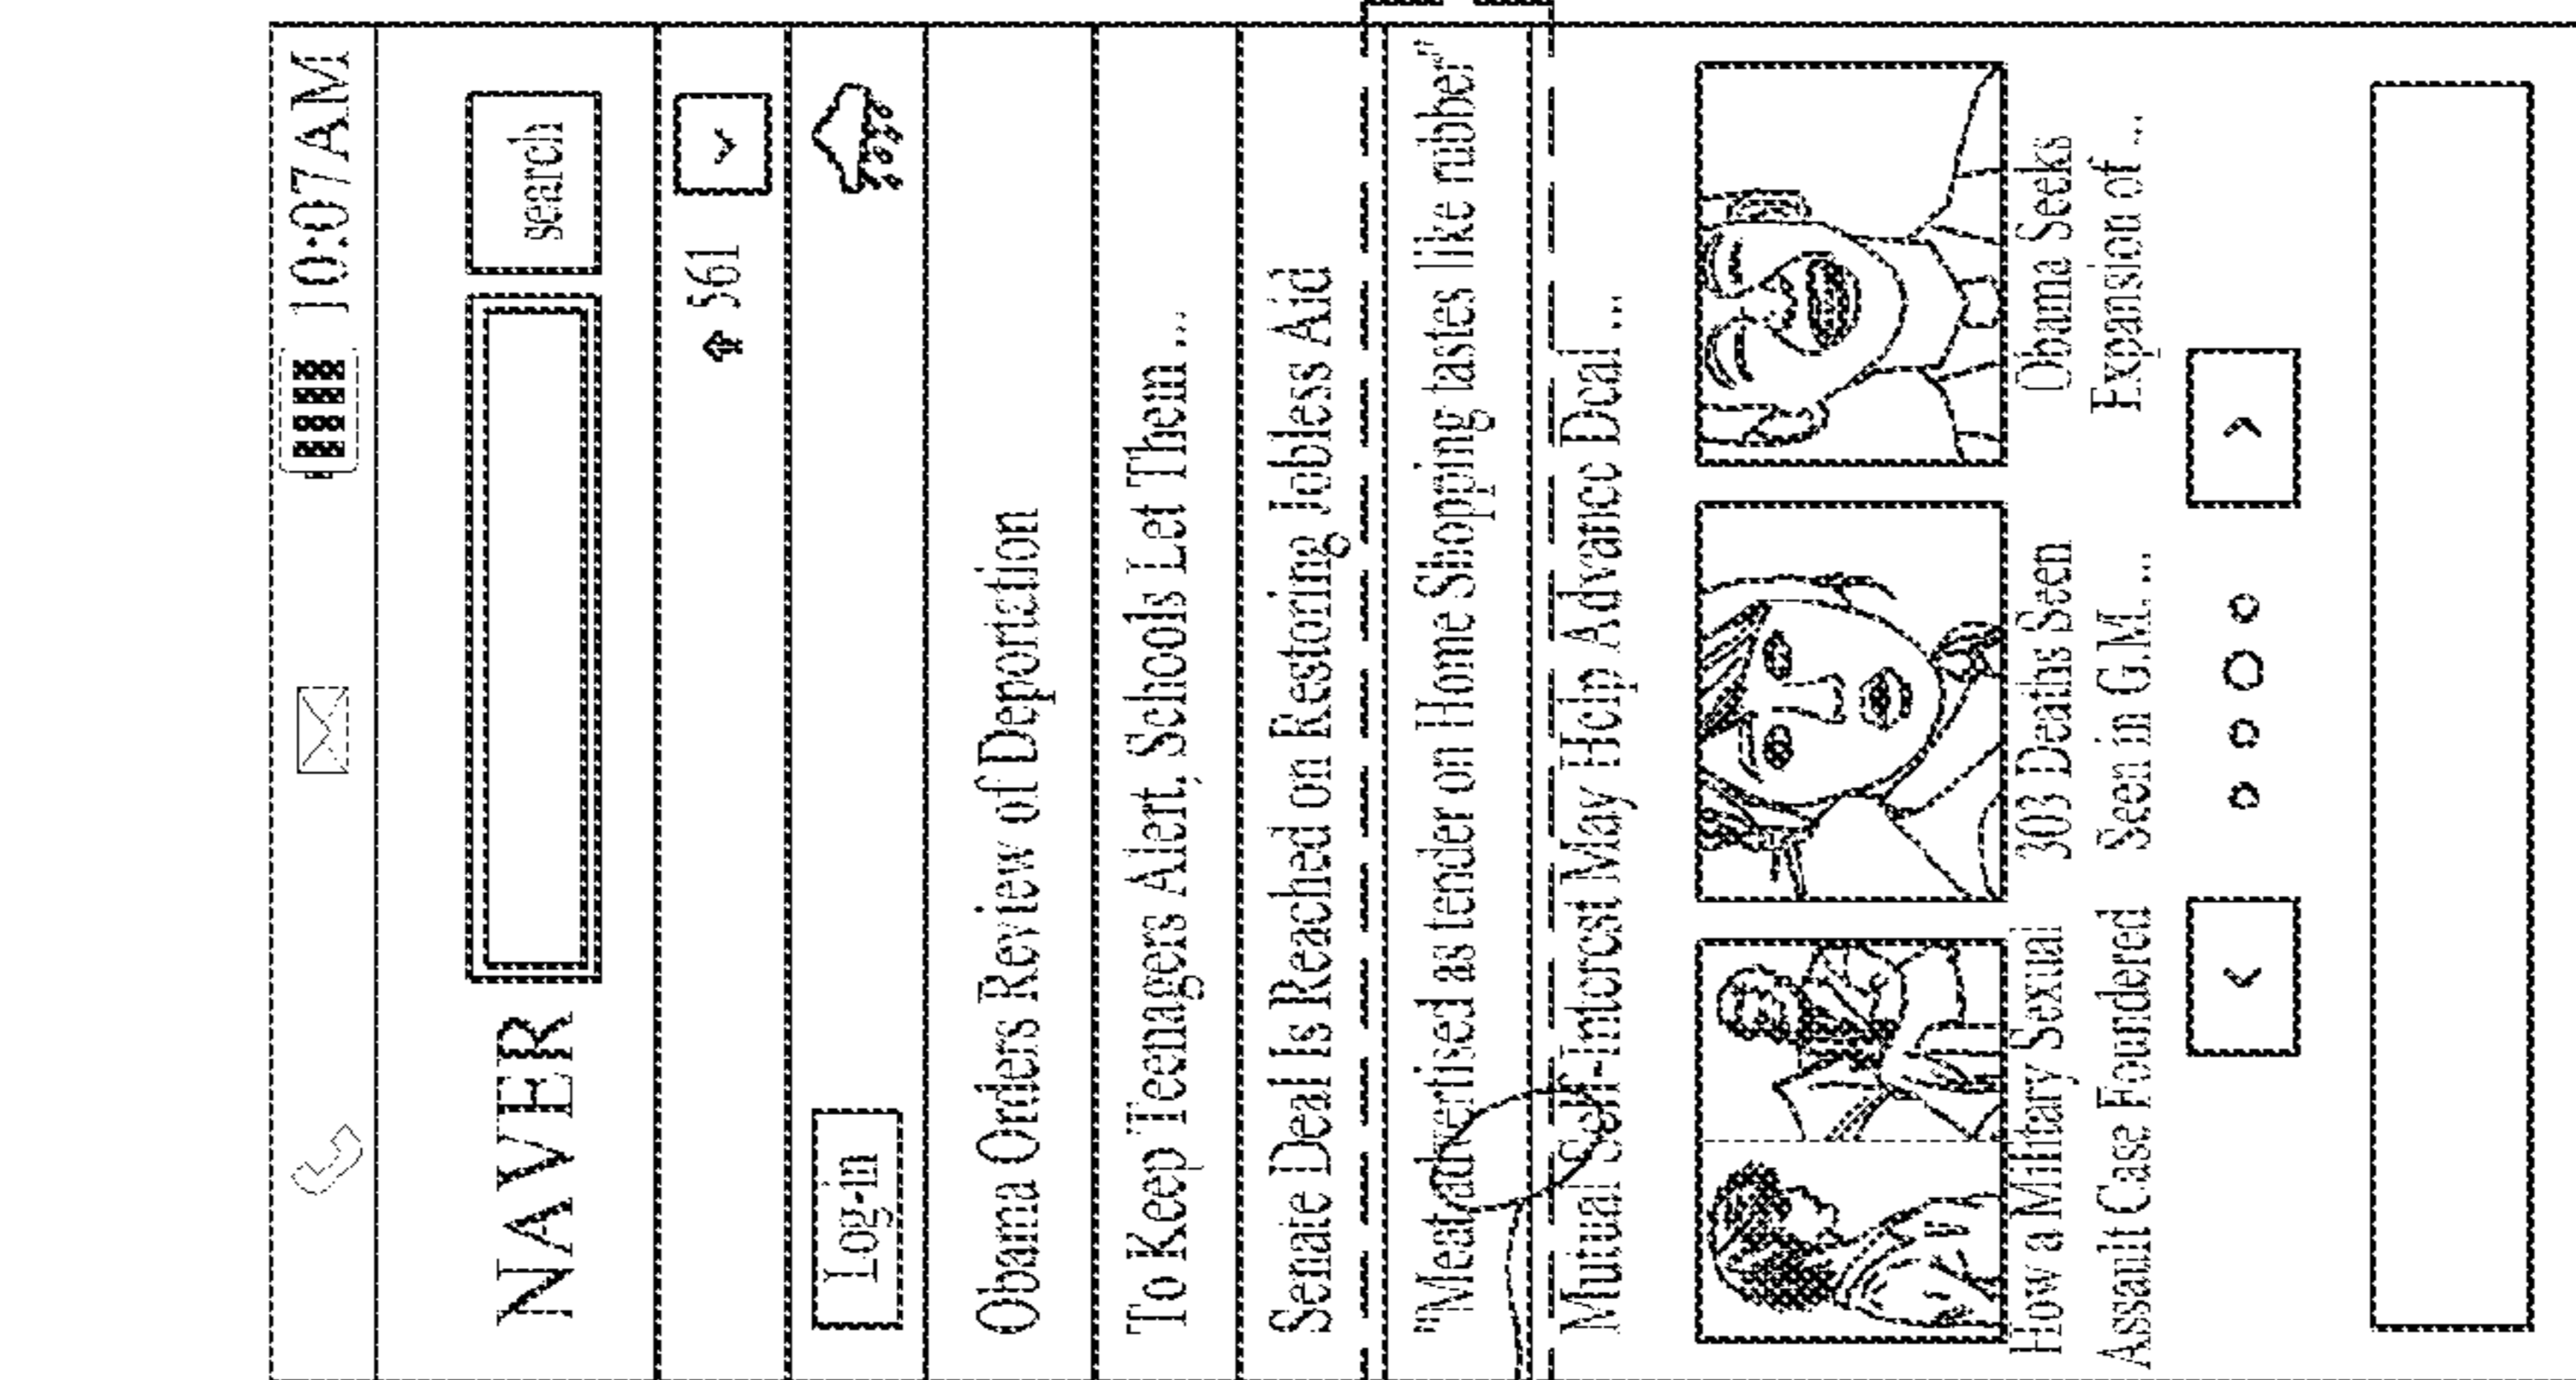 10:07AM
NAVER
search
561
Log-in
Obama Orders Review of Deportation
To Keep Teenagers Alert, Schools Let Them ...
Senate Deal Is Reached on Restoring Jobless Aid
"Meat advertised as tender on Home Shopping tastes like rubber"
Mutual Self-Interest May Help Advance Deal ...
How a Military Sexual
Assault Case Foundered
303 Deaths Seen
Seen in G.M. ...
Obama Seeks
Expansion of ...